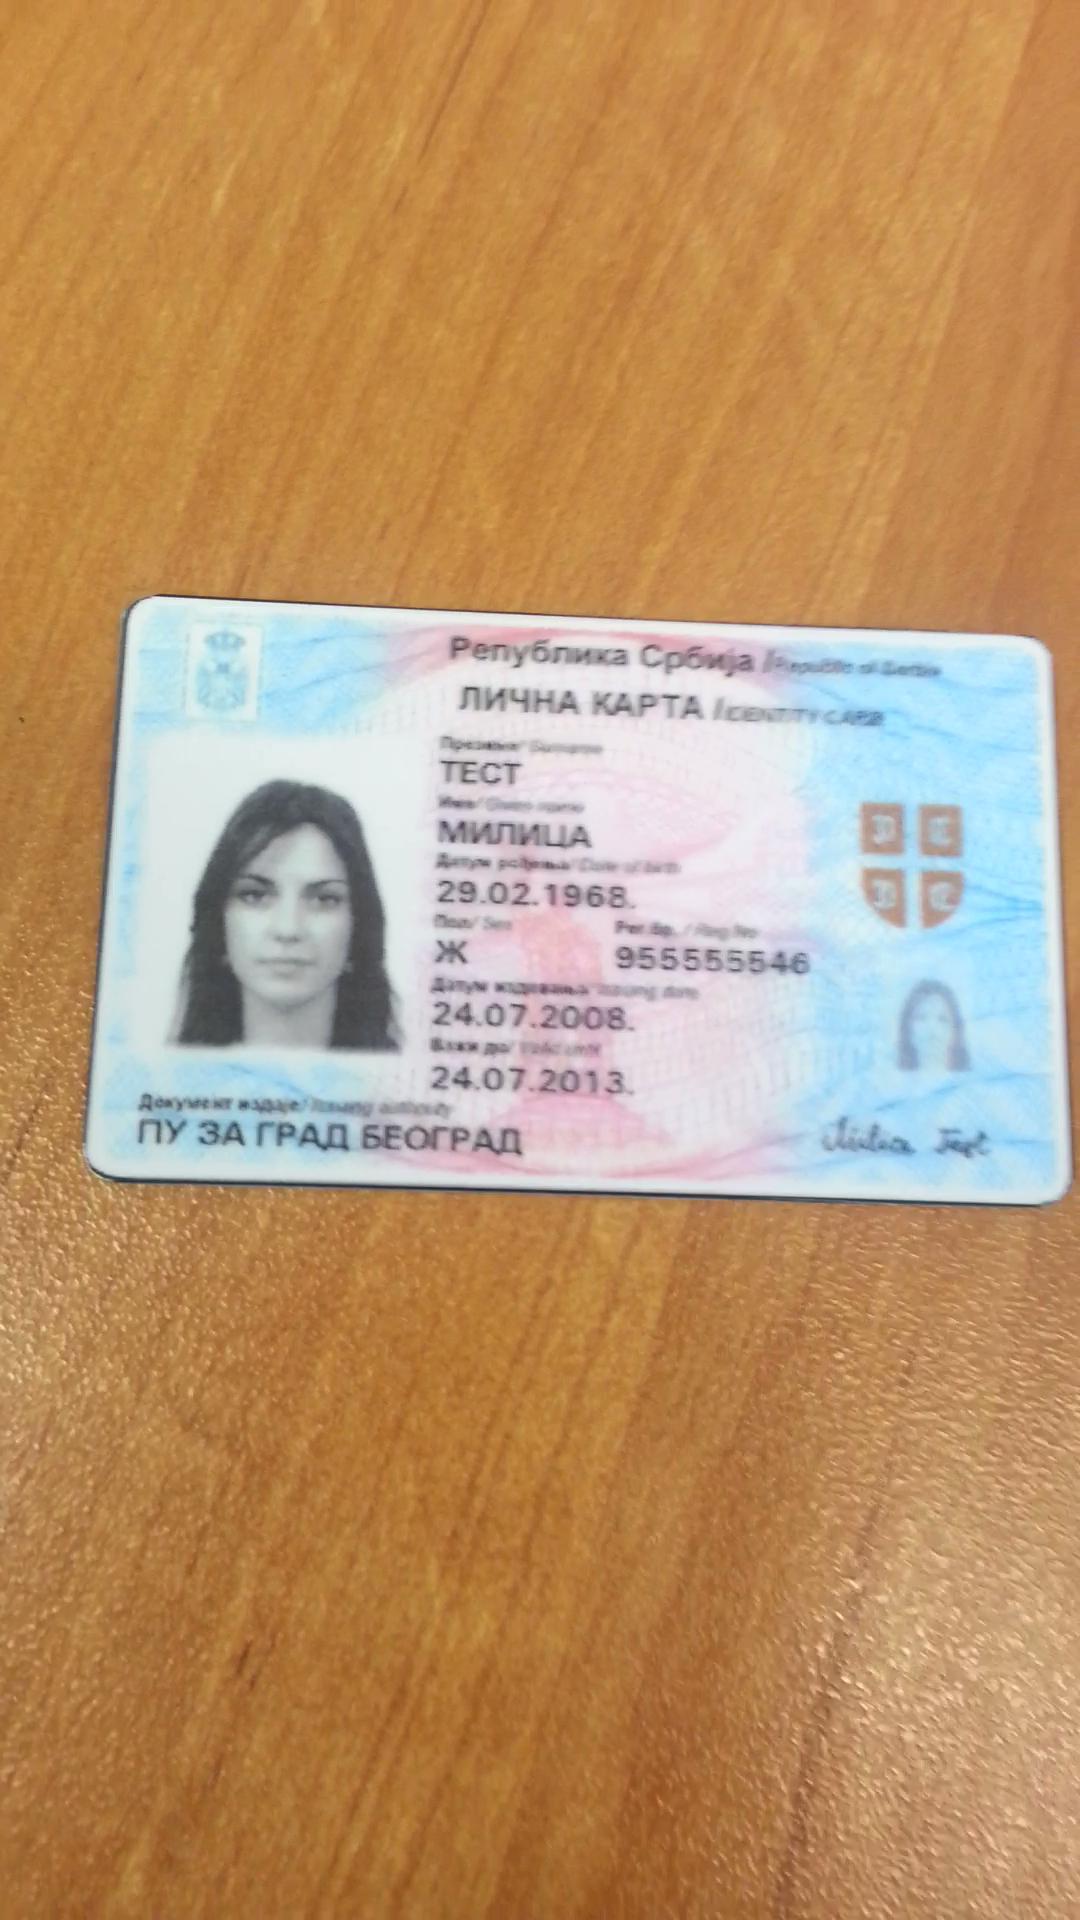 Република Србија /Republic of Serbia
ЛИЧНА КАРТА /IDENTITY CARD
Презиме/ Surname
ТЕСТ
Име/ Given name
МИЛИЦА
Датум рођења/ Date of birth
29.02.1968.
Пол/ Sex Рег.бр. / Reg.No
Ж 955555546
Датум издавања/ Issuing date
24.07.2008.
Важи до/ Valid until
24.07.2013.
Документ издаје/ Issuing authority
ПУ ЗА ГРАД БЕОГРАД
Milica Test